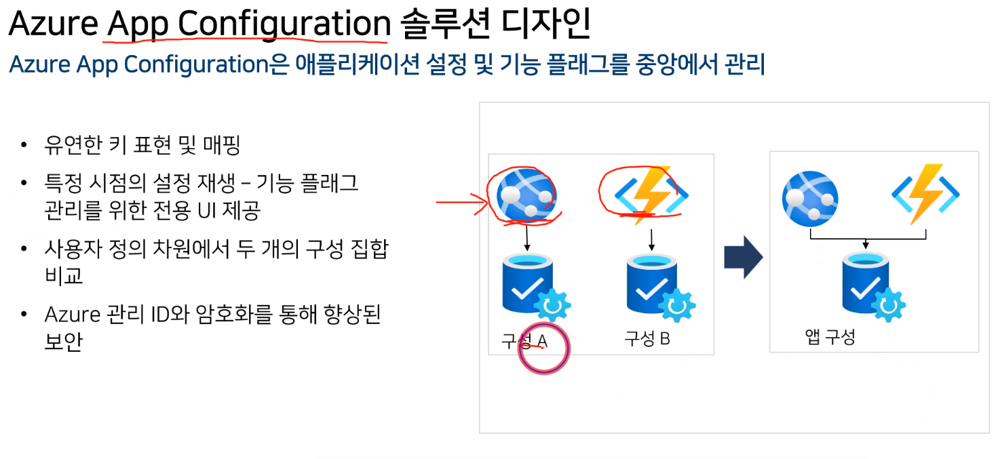 Azure App Configuration 솔루션 디자인
Azure App Configuration은 애플리케이션 설정 및 기능 플래그를 중앙에서 관리
• 유연한 키 표현 및 매핑
• 특정 시점의 설정 재생 – 기능 플래그
관리를 위한 전용 UI 제공
• 사용자 정의 차원에서 두 개의 구성 집합
비교
• Azure 관리 ID와 암호화를 통해 향상된
보안
구성 A
구성 B
앱 구성